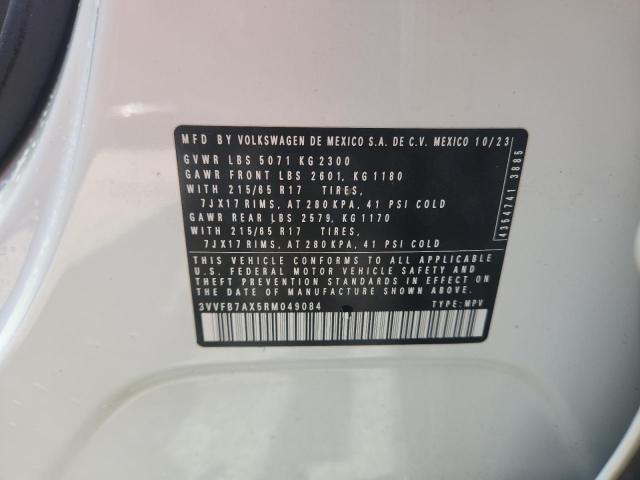 MFD BY VOLKSWAGEN DE MEXICO S.A. DE C.V. MEXICO 10/23
GVWR LBS 5071 KG 2300
GAWR FRONT LBS 2601, KG 1180
WITH 215/65 R17 TIRES,
7JX17 RIMS, AT 280 KPA, 41 PSI COLD
GAWR REAR LBS 2579, KG 1170
WITH 215/65 R17 TIRES,
7JX17 RIMS, AT 280 KPA, 41 PSI COLD
THIS VEHICLE CONFORMS TO ALL APPLICABLE
U.S. FEDERAL MOTOR VEHICLE SAFETY AND
THEFT PREVENTION STANDARDS IN EFFECT ON
THE DATE OF MANUFACTURE SHOWN ABOVE.
3VVFB7AX5RM049084 TYPE: MPV
4354741 3885